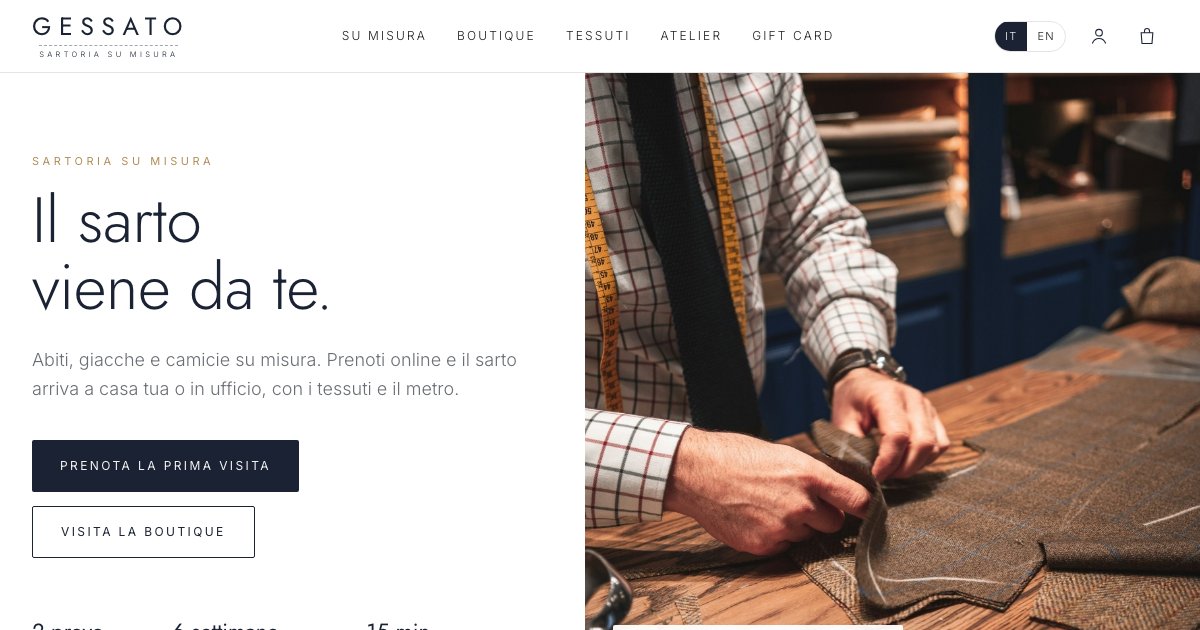 GESSATO
SARTORIA SU MISURA
SU MISURA
BOUTIQUE
TESSUTI
ATELIER
GIFT CARD
IT
EN
SARTORIA SU MISURA
Il sarto
viene da te.
Abiti, giacche e camicie su misura. Prenoti online e il sarto
arriva a casa tua o in ufficio, con i tessuti e il metro.
PRENOTA LA PRIMA VISITA
VISITA LA BOUTIQUE